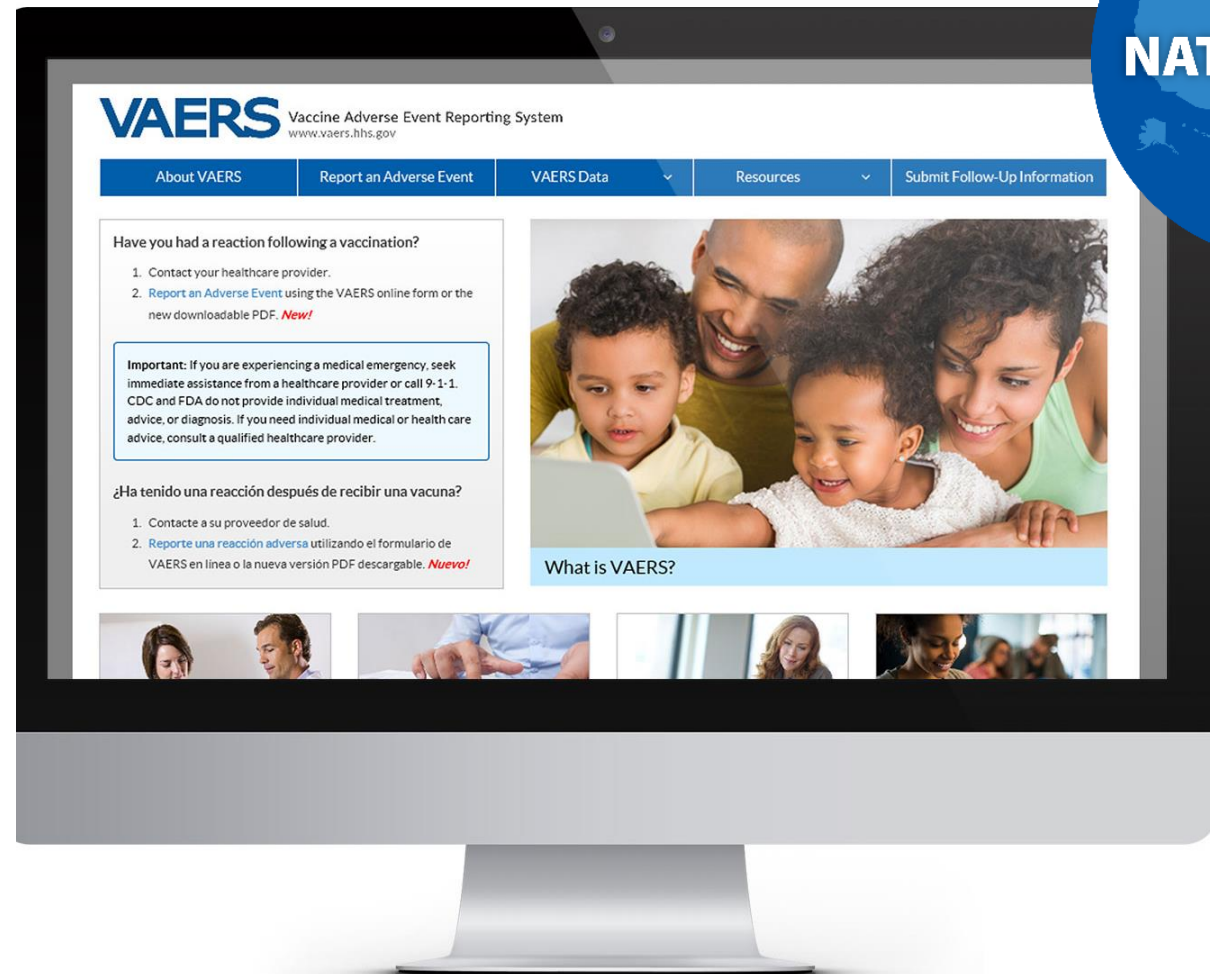 NAT
VAERS Vaccine Adverse Event Reporting System
www.vaers.hhs.gov
About VAERS
Report an Adverse Event
VAERS Data
Resources
Submit Follow-Up Information
Have you had a reaction following a vaccination?
1. Contact your healthcare provider.
2. Report an Adverse Event using the VAERS online form or the
new downloadable PDF. New!
Important: If you are experiencing a medical emergency, seek
immediate assistance from a healthcare provider or call 9-1-1.
CDC and FDA do not provide individual medical treatment,
advice, or diagnosis. If you need individual medical or health care
advice, consult a qualified healthcare provider.
¿Ha tenido una reacción después de recibir una vacuna?
1. Contacte a su proveedor de salud.
2. Reporte una reacción adversa utilizando el formulario de
VAERS en línea o la nueva versión PDF descargable. Nuevo!
What is VAERS?